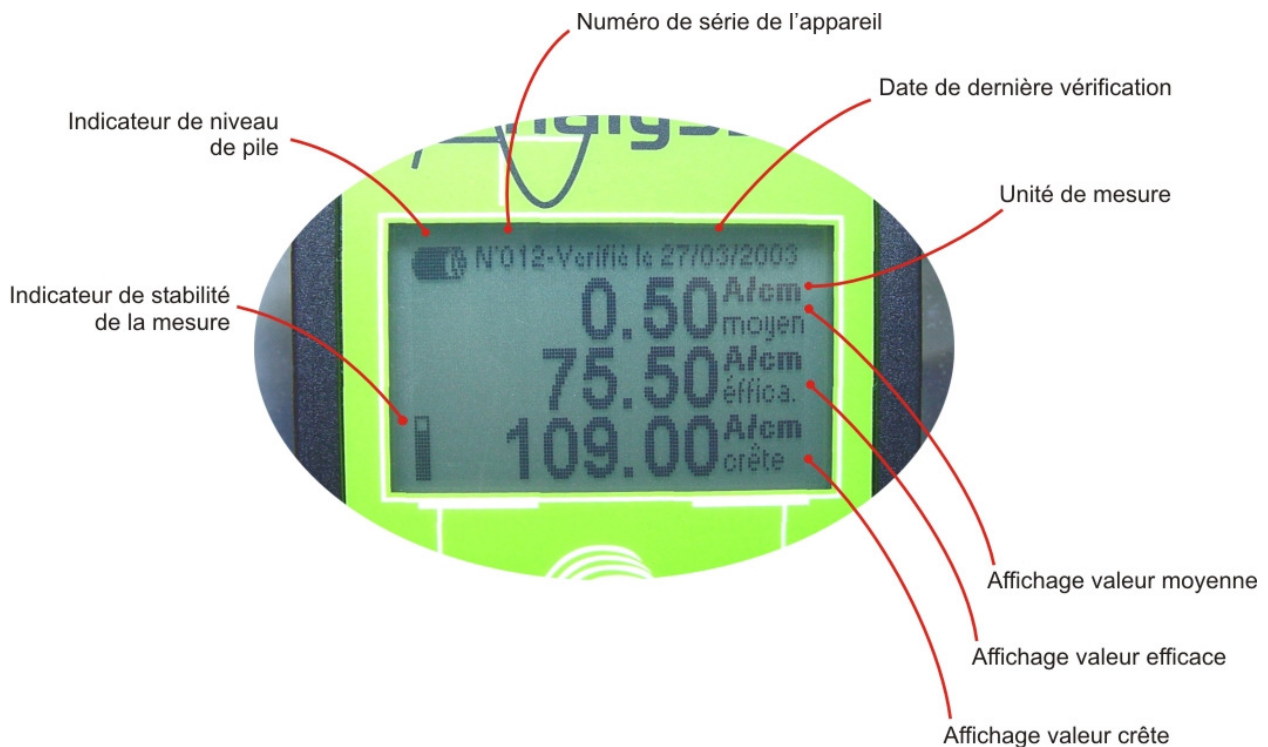 Numéro de série de l'appareil
Date de dernière vérification
Indicateur de niveau
de pile
Unité de mesure
Indicateur de stabilité
de la mesure
N°012-Verifié le 27/03/2003
0.50 A/cm
moyen
75.50 A/cm
éffica.
109.00 A/cm
crête
Affichage valeur moyenne
Affichage valeur efficace
Affichage valeur crête